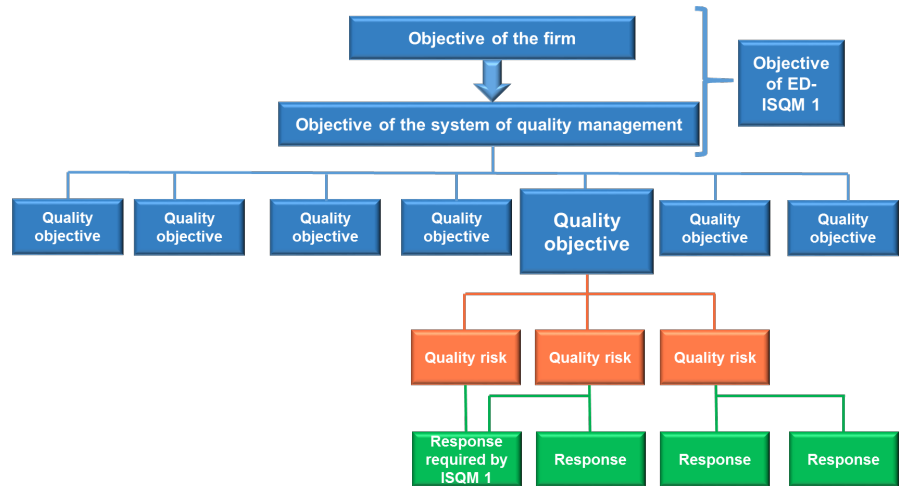 Objective of the firm
Objective
of ED-
ISQM 1
Objective of the system of quality management
Quality
objective
Quality
objective
Quality
objective
Quality
objective
Quality
objective
Quality
objective
Quality
objective
Quality risk
Quality risk
Quality risk
Response
required by
ISQM 1
Response
Response
Response